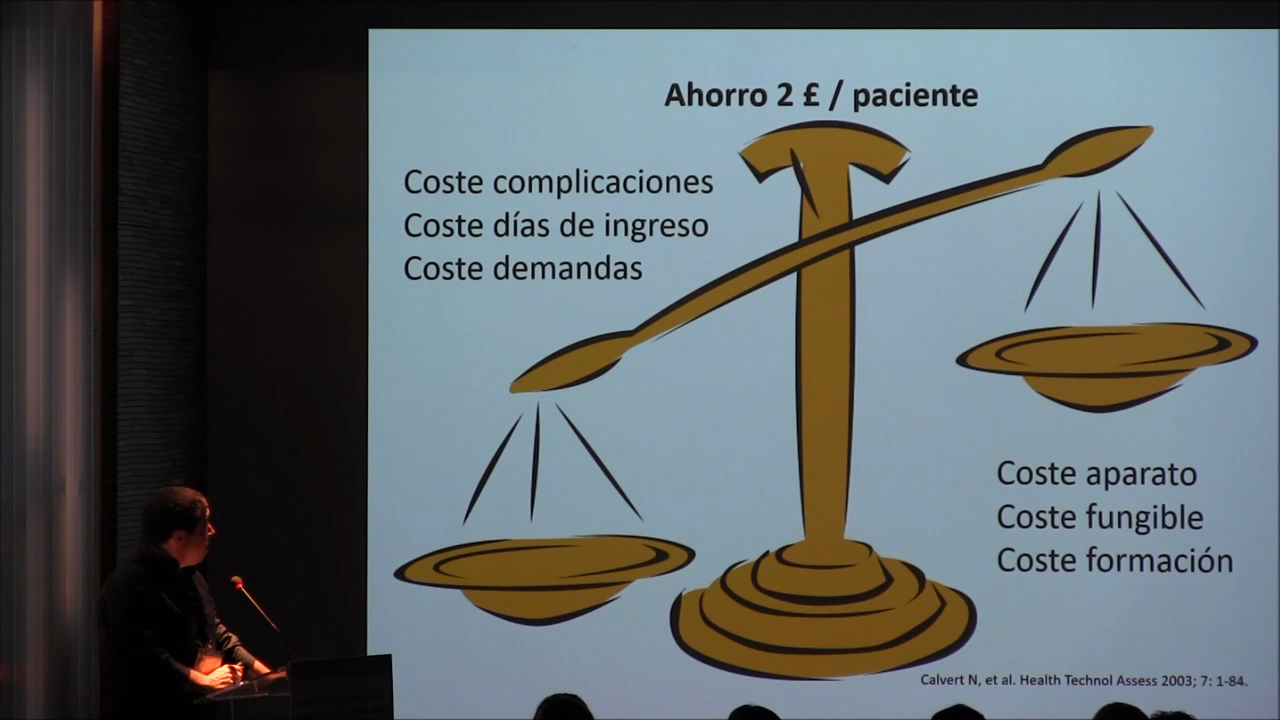 Ahorro 2 £ / paciente
Coste complicaciones
Coste días de ingreso
Coste demandas
Coste aparato
Coste fungible
Coste formación
Calvert N, et al. Health Technol Assess 2003; 7: 1-84.